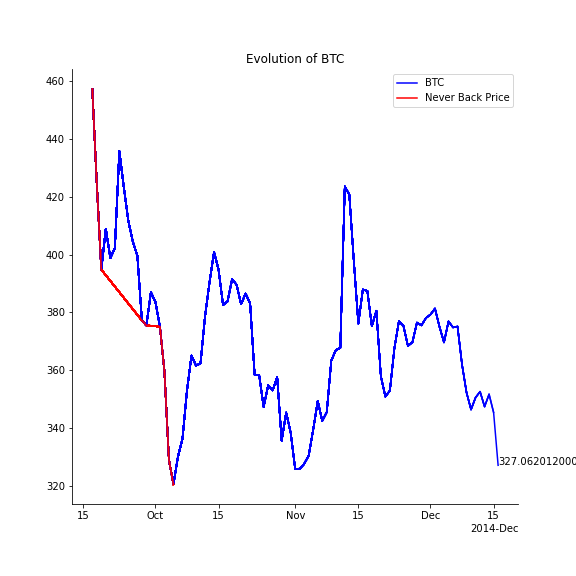 Evolution of BTC
BTC
Never Back Price
460
440
420
400
380
360
340
320
327.062012000
15
Oct
15
Nov
15
Dec
15
2014-Dec